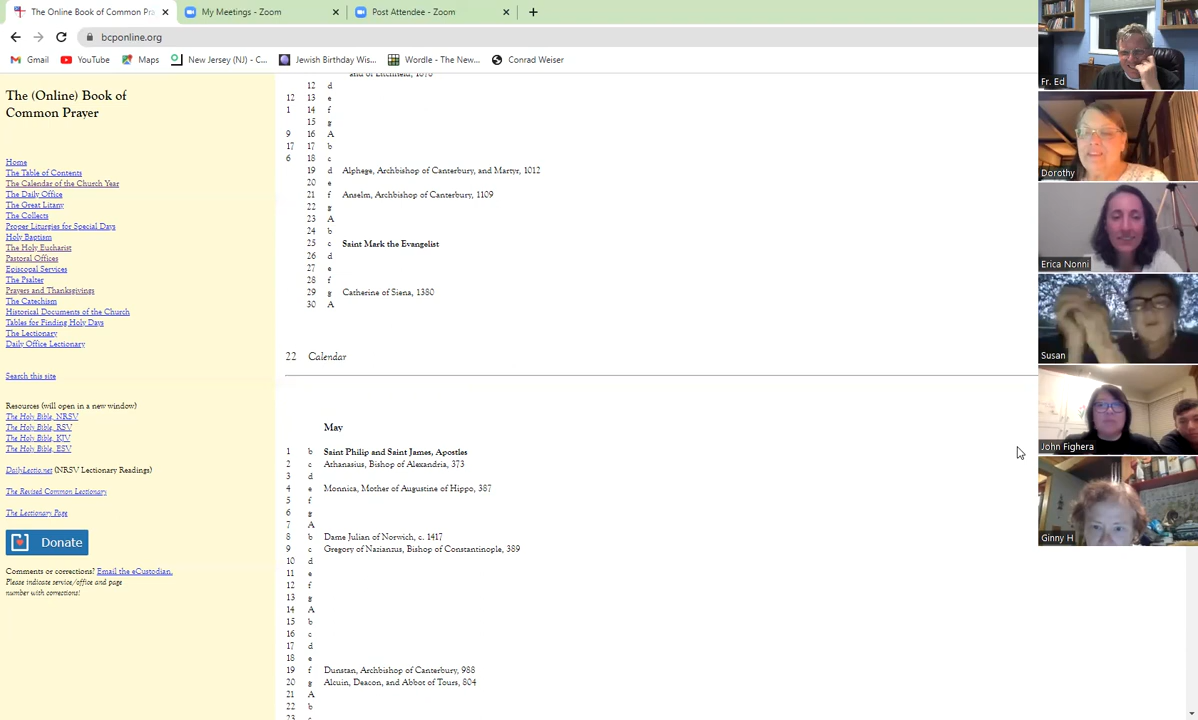 The Online Book of Common Pra
My Meetings - Zoom
Post Attendee - Zoom
bcponline.org
Gmail
YouTube
Maps
New Jersey (NJ) - C...
Jewish Birthday Wis...
Wordle - The New...
Conrad Weiser
The (Online) Book of
Common Prayer
Home
The Table of Contents
The Calendar of the Church Year
The Daily Office
The Great Litany
The Collects
Proper Liturgies for Special Days
Holy Baptism
The Holy Eucharist
Pastoral Offices
Episcopal Services
The Psalter
Prayers and Thanksgivings
The Catechism
Historical Documents of the Church
Tables for Finding Holy Days
The Lectionary
Daily Office Lectionary
Search this site
Resources (will open in a new window)
The Holy Bible, NRSV
The Holy Bible, RSV
The Holy Bible, KJV
The Holy Bible, ESV
DailyLectio.net (NRSV Lectionary Readings)
The Revised Common Lectionary
The Lectionary Page
Donate
Comments or corrections? Email the eCustodian.
Please indicate service/office and page
number with corrections!
12 d
12 13 e
1 14 f
15 g
9 16 A
17 17 b
6 18 c
19 d Alphege, Archbishop of Canterbury, and Martyr, 1012
20 e
21 f Anselm, Archbishop of Canterbury, 1109
22 g
23 A
24 b
25 c Saint Mark the Evangelist
26 d
27 e
28 f
29 g Catherine of Siena, 1380
30 A
22 Calendar
May
1 b Saint Philip and Saint James, Apostles
2 c Athanasius, Bishop of Alexandria, 373
3 d
4 e Monnica, Mother of Augustine of Hippo, 387
5 f
6 g
7 A
8 b Dame Julian of Norwich, c. 1417
9 c Gregory of Nazianzus, Bishop of Constantinople, 389
10 d
11 e
12 f
13 g
14 A
15 b
16 c
17 d
18 e
19 f Dunstan, Archbishop of Canterbury, 988
20 g Alcuin, Deacon, and Abbot of Tours, 804
21 A
22 b
23 c
Fr. Ed
Dorothy
Erica Nonni
Susan
John Fighera
Ginny H